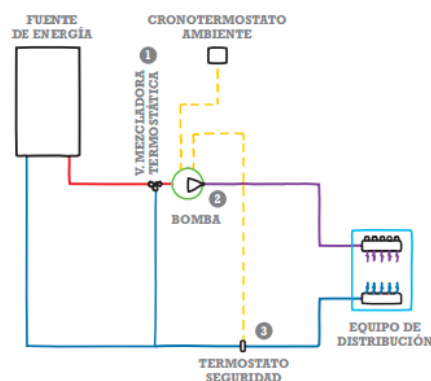 FUENTE
DE ENERGÍA
CRONOTERMOSTATO
AMBIENTE
1
V. MEZCLADORA
TERMOSTÁTICA
2
BOMBA
3
TERMOSTATO
SEGURIDAD
EQUIPO DE
DISTRIBUCIÓN